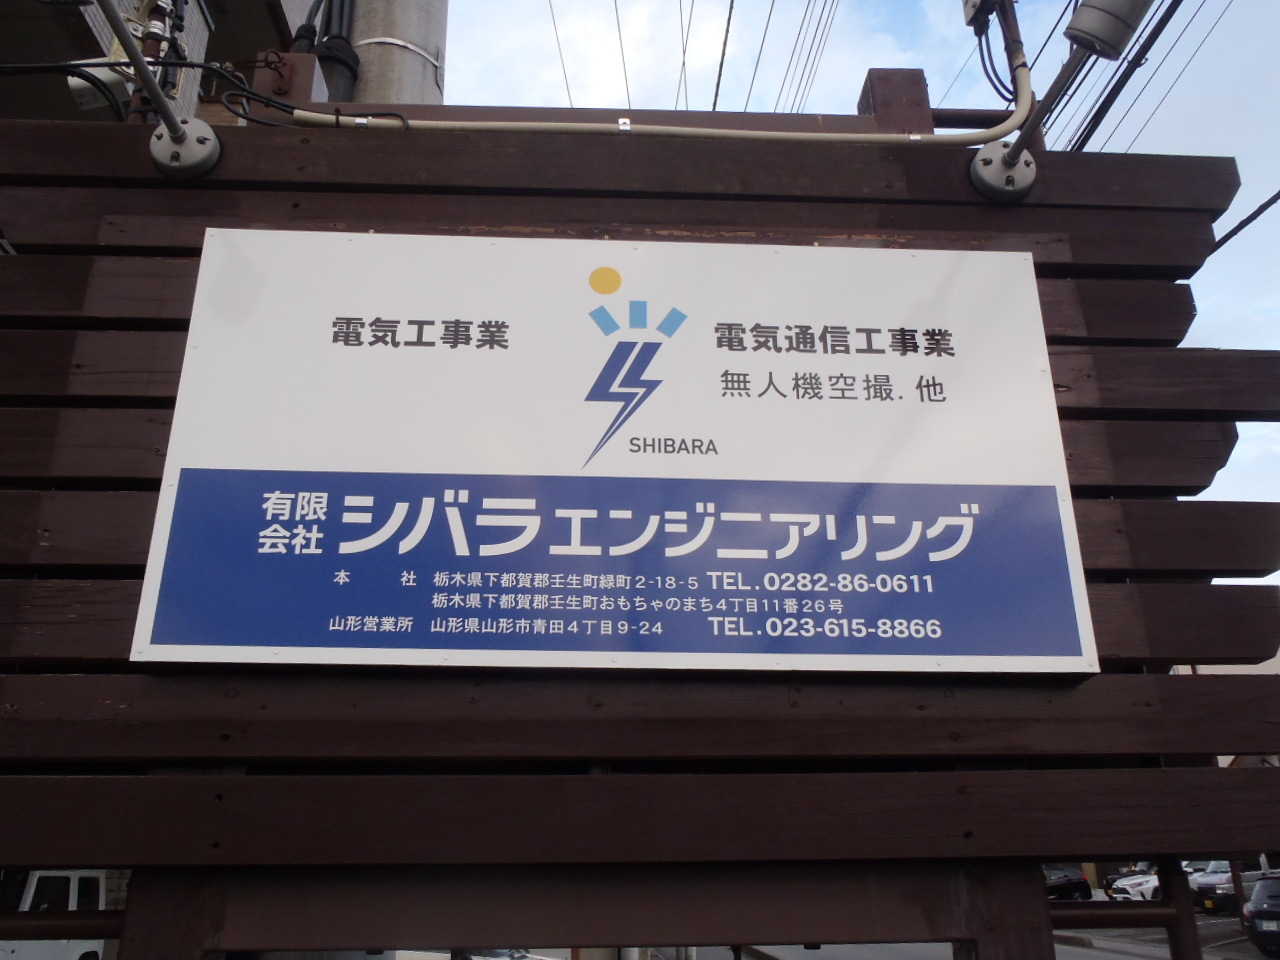 電気工事業
電気通信工事業
無人機空撮.他
SHIBARA
有限会社 シバラエンジニアリング
本 社 栃木県下都賀郡壬生町緑町2-18-5 TEL.0282-86-0611
栃木県下都賀郡壬生町おもちゃのまち4丁目11番26号
山形営業所 山形県山形市青田4丁目9-24 TEL.023-615-8866